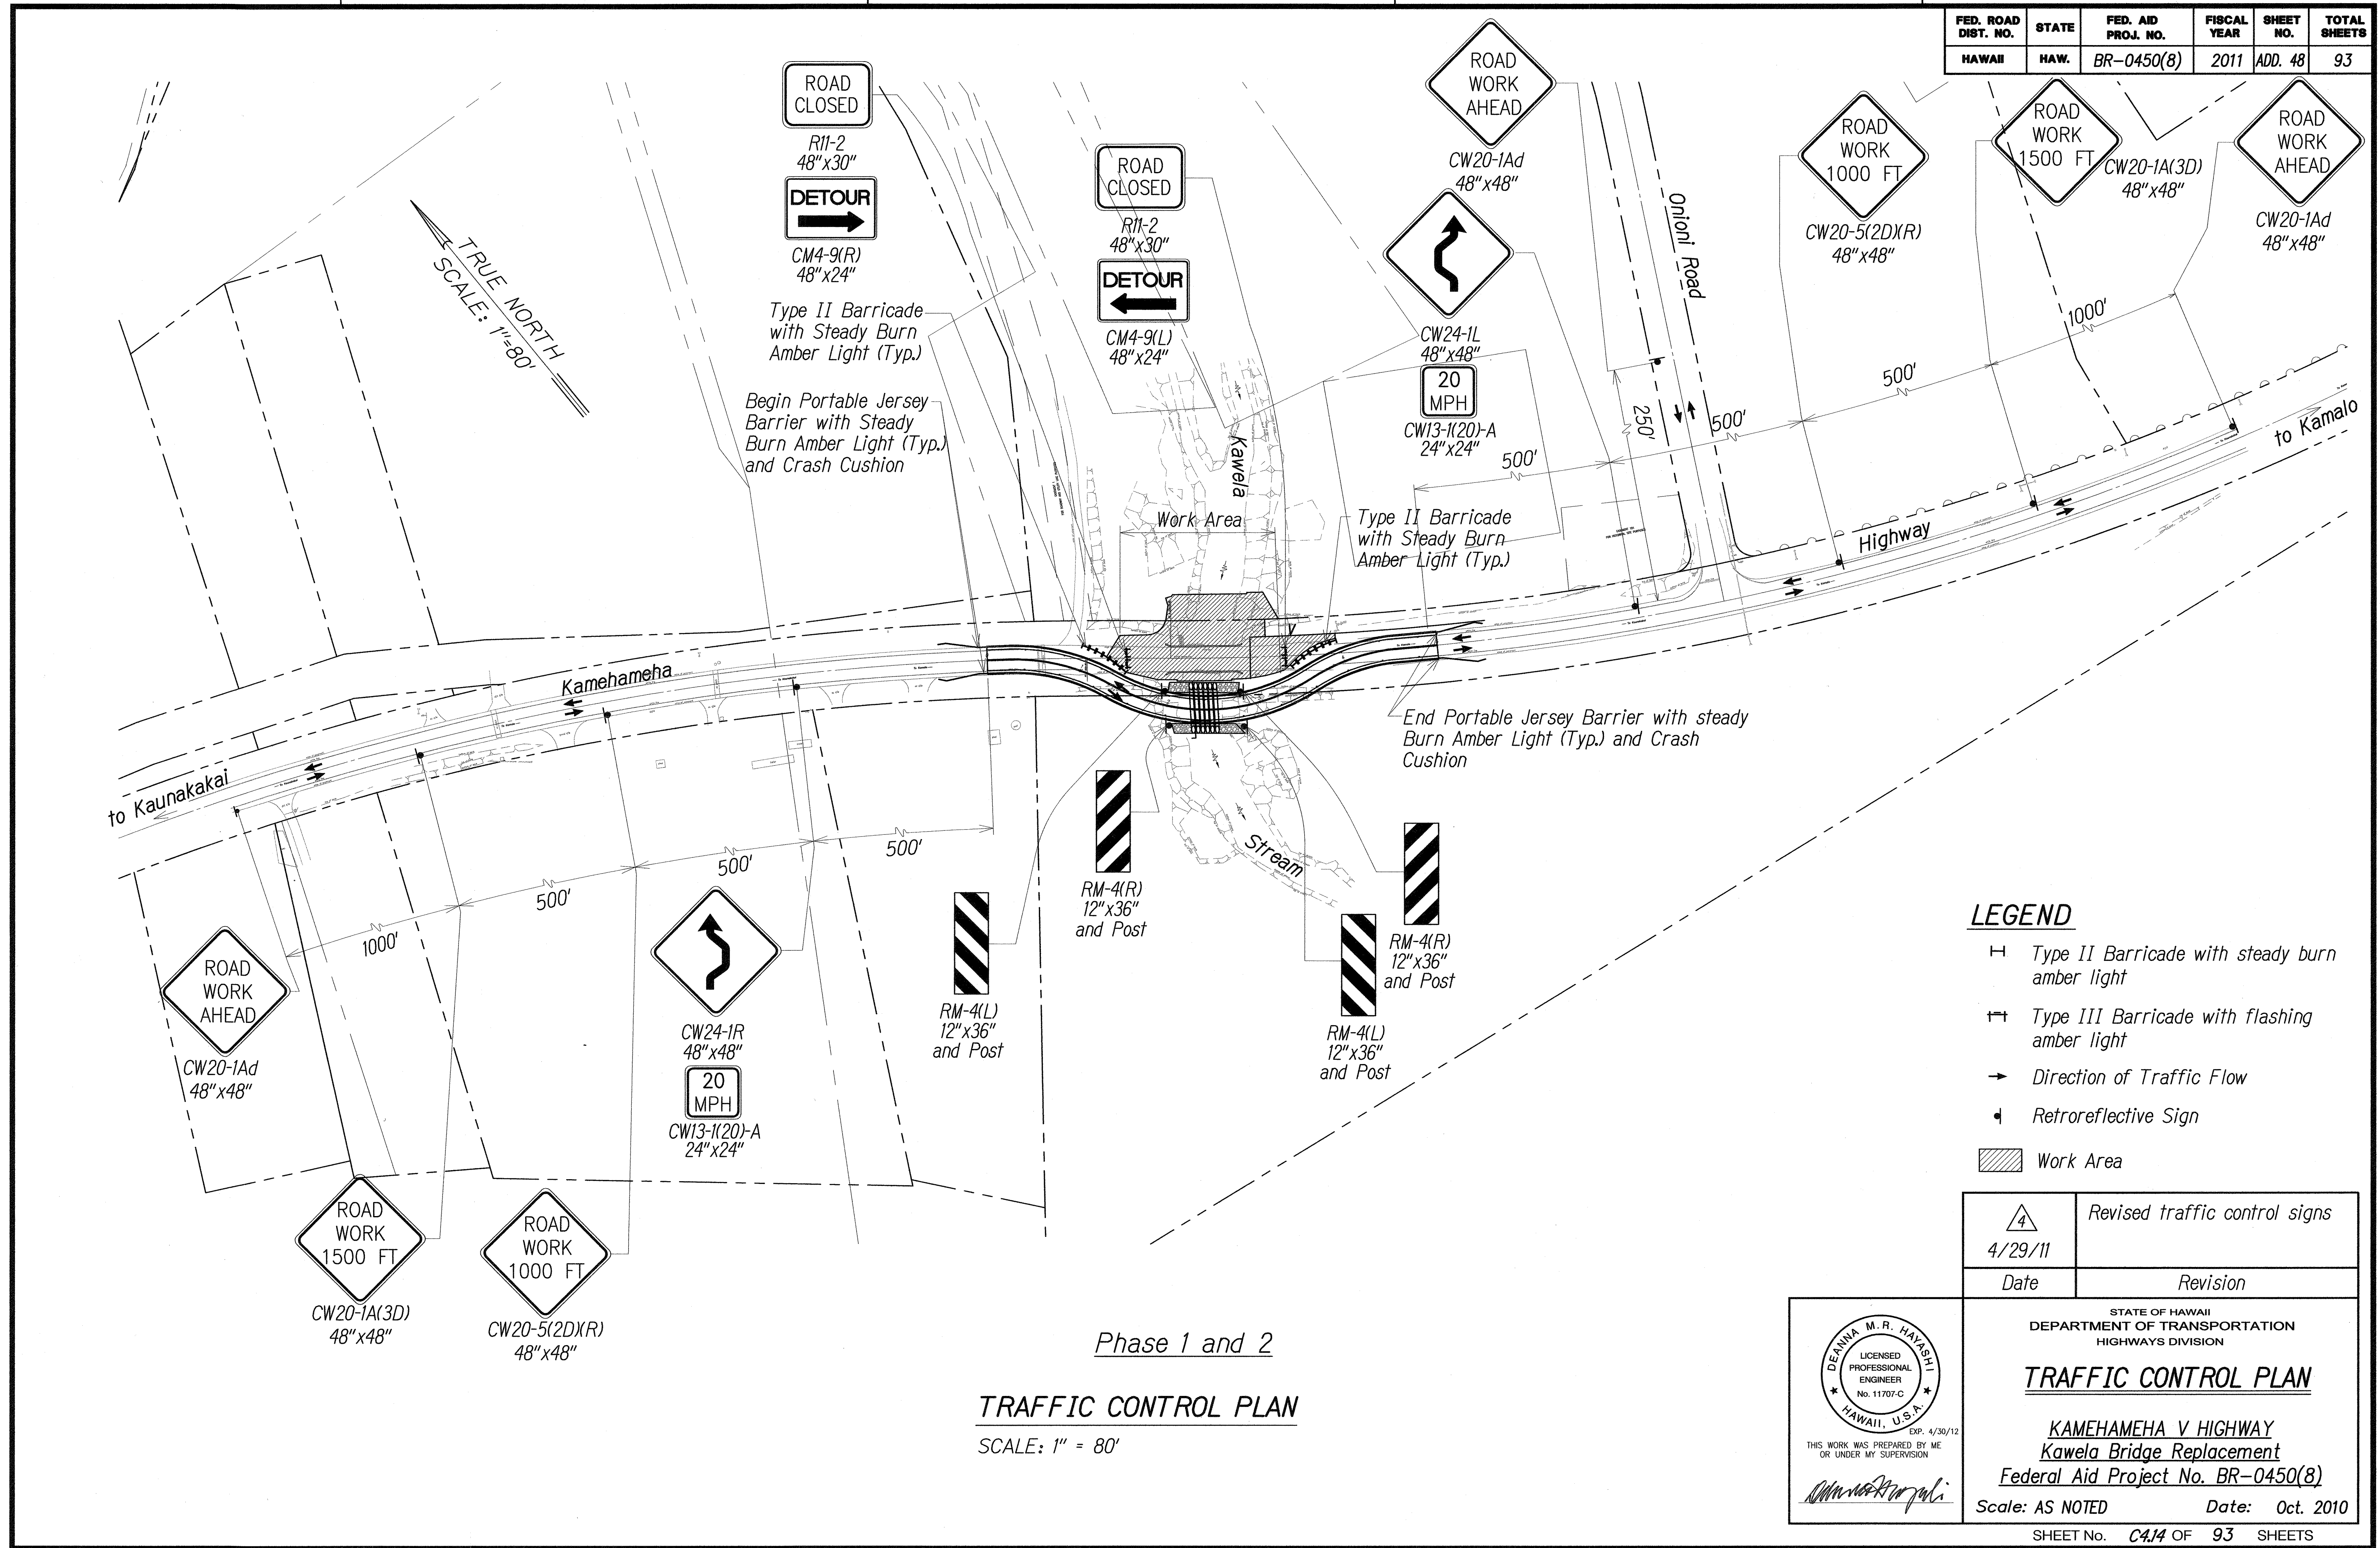 FED. ROAD DIST. NO.
STATE
FED. AID PROJ. NO.
FISCAL YEAR
SHEET NO.
TOTAL SHEETS
HAWAII
HAW.
BR-0450(8)
2011
ADD. 48
93
ROAD
CLOSED
R11-2
48"x30"
DETOUR
CM4-9(R)
48"x24"
Type II Barricade
with Steady Burn
Amber Light (Typ.)
Begin Portable Jersey
Barrier with Steady
Burn Amber Light (Typ.)
and Crash Cushion
TRUE NORTH
SCALE: 1"=80'
ROAD
CLOSED
R11-2
48"x30"
DETOUR
CM4-9(L)
48"x24"
Kawela
Work Area
ROAD
WORK
AHEAD
CW20-1Ad
48"x48"
CW24-1L
48"x48"
20
MPH
CW13-1(20)-A
24"x24"
Type II Barricade
with Steady Burn
Amber Light (Typ.)
500'
250'
Onioni Road
500'
ROAD
WORK
1000 FT
CW20-5(2D)(R)
48"x48"
500'
ROAD
WORK
1500 FT
CW20-1A(3D)
48"x48"
1000'
ROAD
WORK
AHEAD
CW20-1Ad
48"x48"
to Kamalo
Highway
Kamehameha
to Kaunakakai
End Portable Jersey Barrier with steady
Burn Amber Light (Typ.) and Crash
Cushion
1000'
500'
500'
500'
ROAD
WORK
AHEAD
CW20-1Ad
48"x48"
ROAD
WORK
1500 FT
CW20-1A(3D)
48"x48"
ROAD
WORK
1000 FT
CW20-5(2D)(R)
48"x48"
CW24-1R
48"x48"
20
MPH
CW13-1(20)-A
24"x24"
RM-4(L)
12"x36"
and Post
RM-4(R)
12"x36"
and Post
Stream
RM-4(L)
12"x36"
and Post
RM-4(R)
12"x36"
and Post
LEGEND
Type II Barricade with steady burn
amber light
Type III Barricade with flashing
amber light
Direction of Traffic Flow
Retroreflective Sign
Work Area
Phase 1 and 2
TRAFFIC CONTROL PLAN
SCALE: 1" = 80'
4
4/29/11
Revised traffic control signs
Date
Revision
DEANNA M.R. HAYASHI
LICENSED
PROFESSIONAL
ENGINEER
No. 11707-C
HAWAII, U.S.A.
EXP. 4/30/12
THIS WORK WAS PREPARED BY ME
OR UNDER MY SUPERVISION
STATE OF HAWAII
DEPARTMENT OF TRANSPORTATION
HIGHWAYS DIVISION
TRAFFIC CONTROL PLAN
KAMEHAMEHA V HIGHWAY
Kawela Bridge Replacement
Federal Aid Project No. BR-0450(8)
Scale: AS NOTED
Date: Oct. 2010
SHEET No. C4.14 OF 93 SHEETS